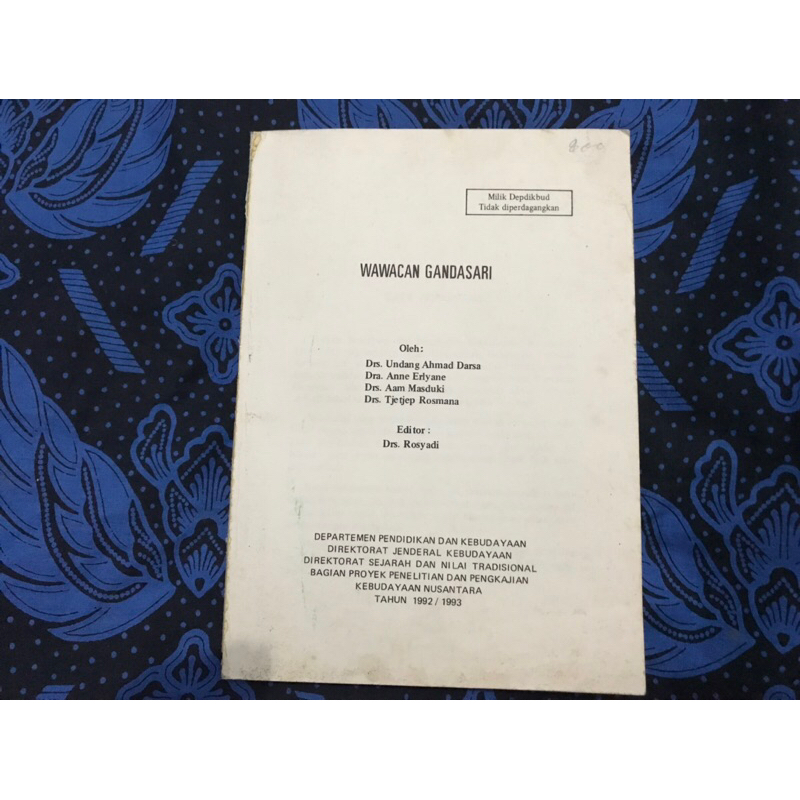 Milik Depdikbud
Tidak diperdagangkan
WAWACAN GANDASARI
Oleh :
Drs. Undang Ahmad Darsa
Dra. Anne Erlyane
Drs. Aam Masduki
Drs. Tjetjep Rosmana
Editor :
Drs. Rosyadi
DEPARTEMEN PENDIDIKAN DAN KEBUDAYAAN
DIREKTORAT JENDERAL KEBUDAYAAN
DIREKTORAT SEJARAH DAN NILAI TRADISIONAL
BAGIAN PROYEK PENELITIAN DAN PENGKAJIAN
KEBUDAYAAN NUSANTARA
TAHUN 1992 / 1993